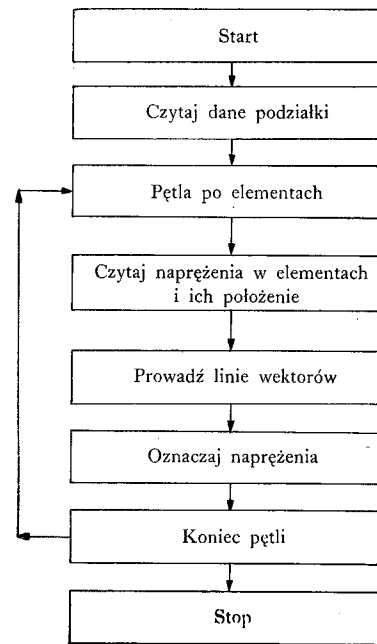 Start
Czytaj dane podziałki
Pętla po elementach
Czytaj naprężenia w elementach
i ich położenie
Prowadź linie wektorów
Oznaczaj naprężenia
Koniec pętli
Stop